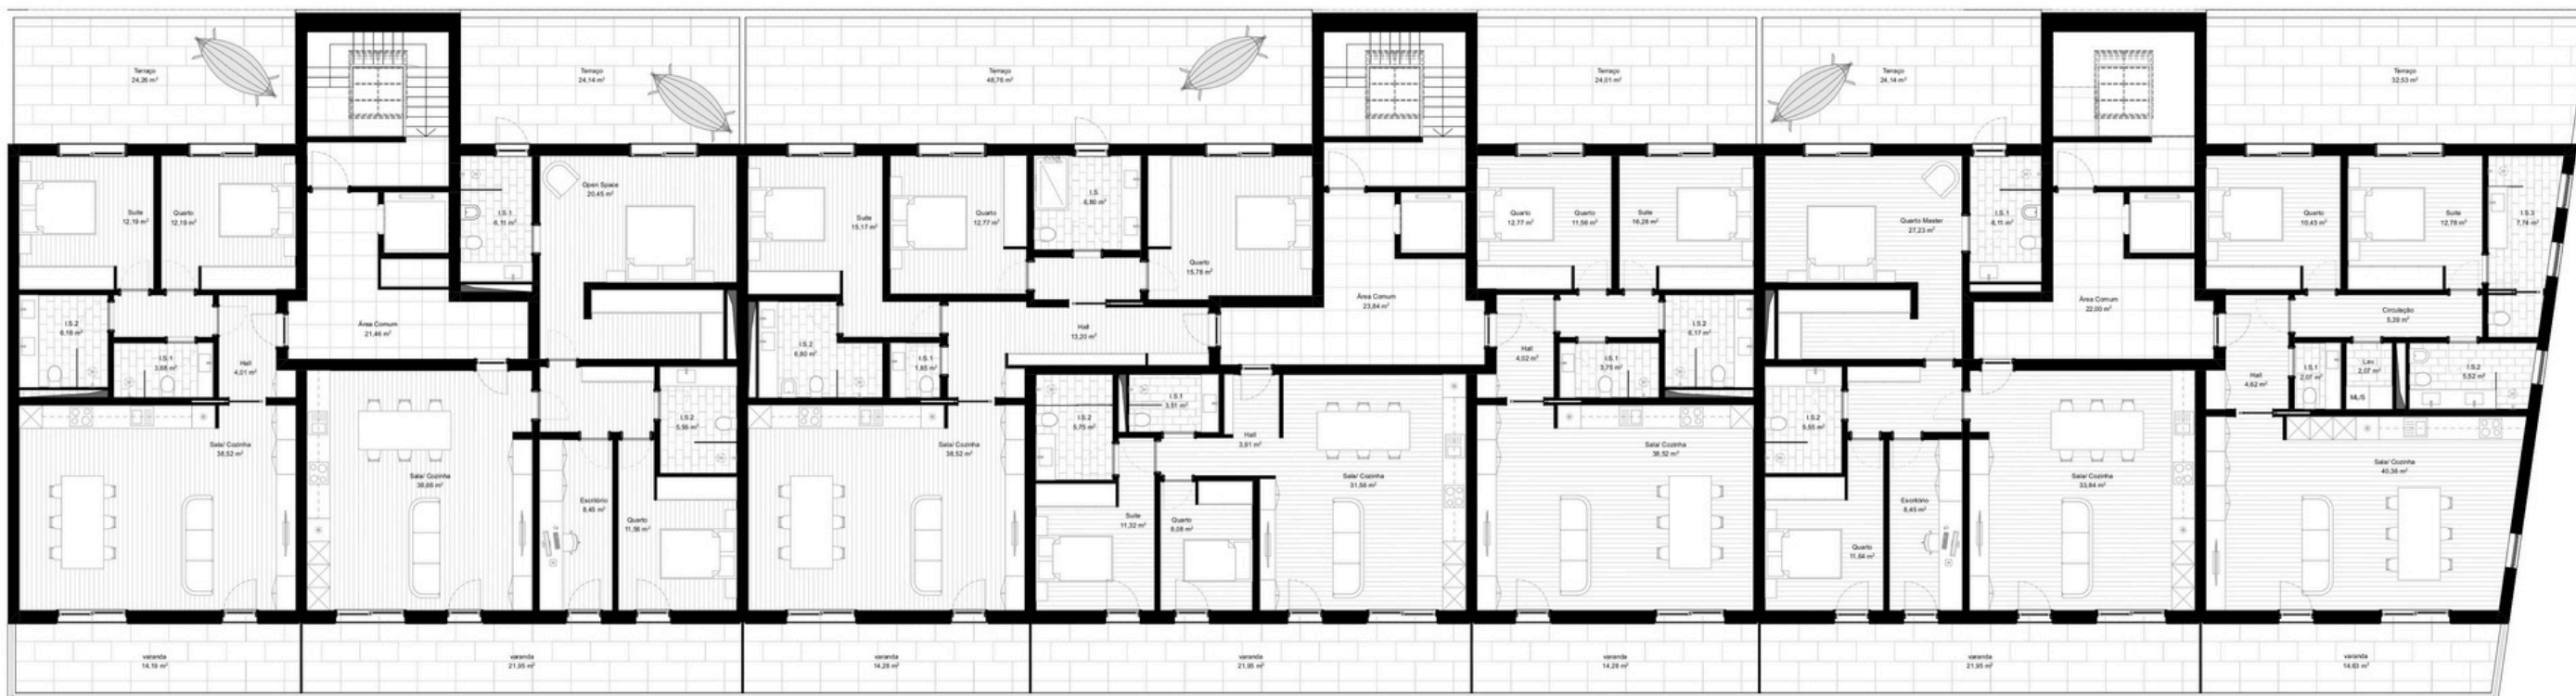 Terraço
24,26 m²
Terraço
24,14 m²
Terraço
48,76 m²
Terraço
24,01 m²
Terraço
24,14 m²
Terraço
32,53 m²
Suite
12,19 m²
Quarto
12,19 m²
I.S.1
6,11 m²
Open Space
20,45 m²
Suite
15,17 m²
Quarto
12,77 m²
I.S.
6,80 m²
Quarto
15,78 m²
Quarto
12,77 m²
Quarto
11,56 m²
Suite
16,28 m²
Quarto Master
27,23 m²
I.S.1
6,11 m²
Quarto
10,43 m²
Suite
12,78 m²
I.S.3
7,74 m²
I.S.2
6,18 m²
I.S.1
3,68 m²
Hall
4,01 m²
Área Comum
21,46 m²
I.S.2
6,80 m²
I.S.1
1,85 m²
Hall
13,20 m²
Área Comum
23,84 m²
Hall
4,02 m²
I.S.1
3,75 m²
I.S.2
6,17 m²
Área Comum
22,00 m²
Circulação
5,39 m²
Hall
4,62 m²
I.S.1
2,07 m²
Lav.
2,07 m²
ML/S
I.S.2
5,52 m²
Sala/ Cozinha
38,52 m²
Sala/ Cozinha
I.S.2
Escritório
8,45 m²
Quarto
11,56 m²
Sala/ Cozinha
38,52 m²
I.S.2
5,75 m²
I.S.1
3,51 m²
Hall
3,91 m²
Suite
11,32 m²
Quarto
8,08 m²
Sala/ Cozinha
31,56 m²
Sala/ Cozinha
38,52 m²
I.S.2
5,55 m²
Quarto
11,64 m²
Escritório
8,45 m²
Sala/ Cozinha
33,84 m²
Sala/ Cozinha
40,36 m²
varanda
14,19 m²
varanda
21,95 m²
varanda
14,28 m²
varanda
21,95 m²
varanda
14,28 m²
varanda
21,95 m²
varanda
14,63 m²